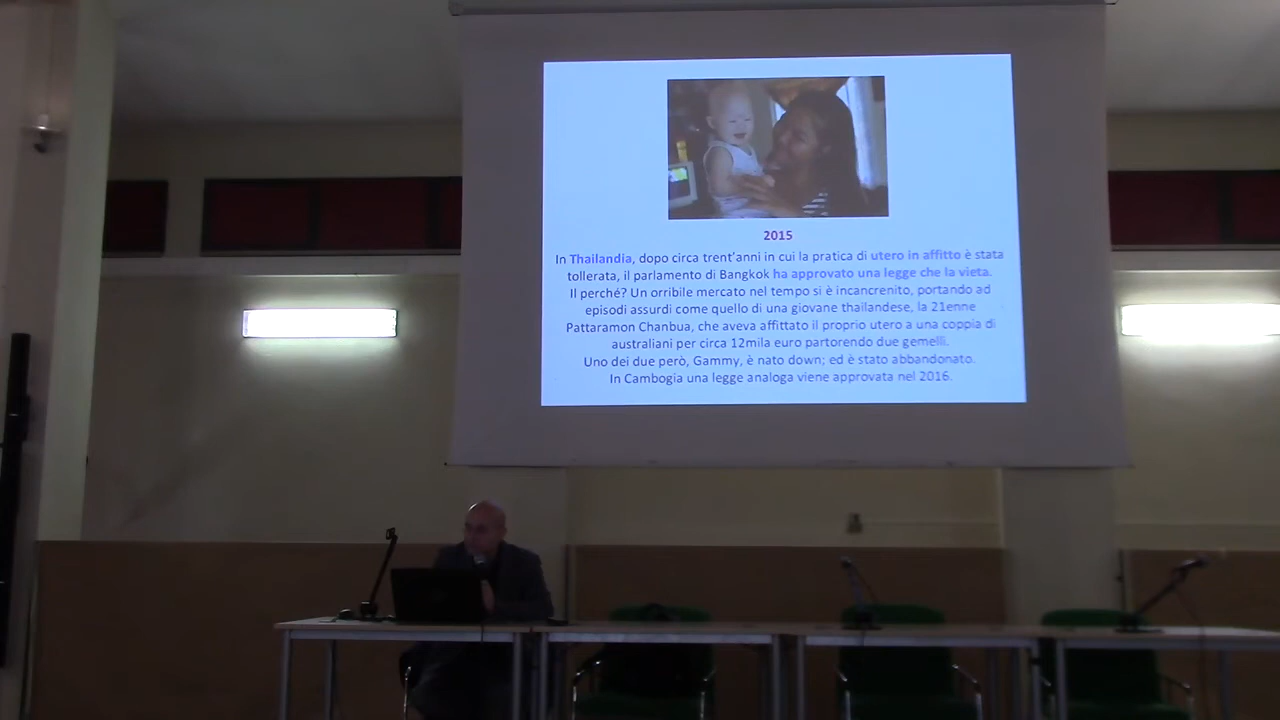 2015
In Thailandia, dopo circa trent'anni in cui la pratica di utero in affitto è stata
tollerata, il parlamento di Bangkok ha approvato una legge che la vieta.
Il perché? Un orribile mercato nel tempo si è incancrenito, portando ad
episodi assurdi come quello di una giovane thailandese, la 21enne
Pattaramon Chanbua, che aveva affittato il proprio utero a una coppia di
australiani per circa 12mila euro partorendo due gemelli.
Uno dei due però, Gammy, è nato down; ed è stato abbandonato.
In Cambogia una legge analoga viene approvata nel 2016.